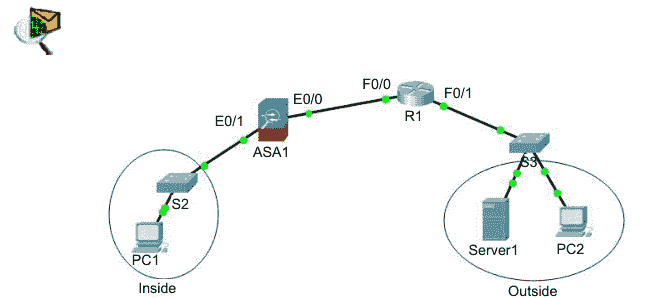 F0/0
F0/1
E0/0
R1
E0/1
ASA1
S3
S2
Server1
PC2
PC1
Inside
Outside